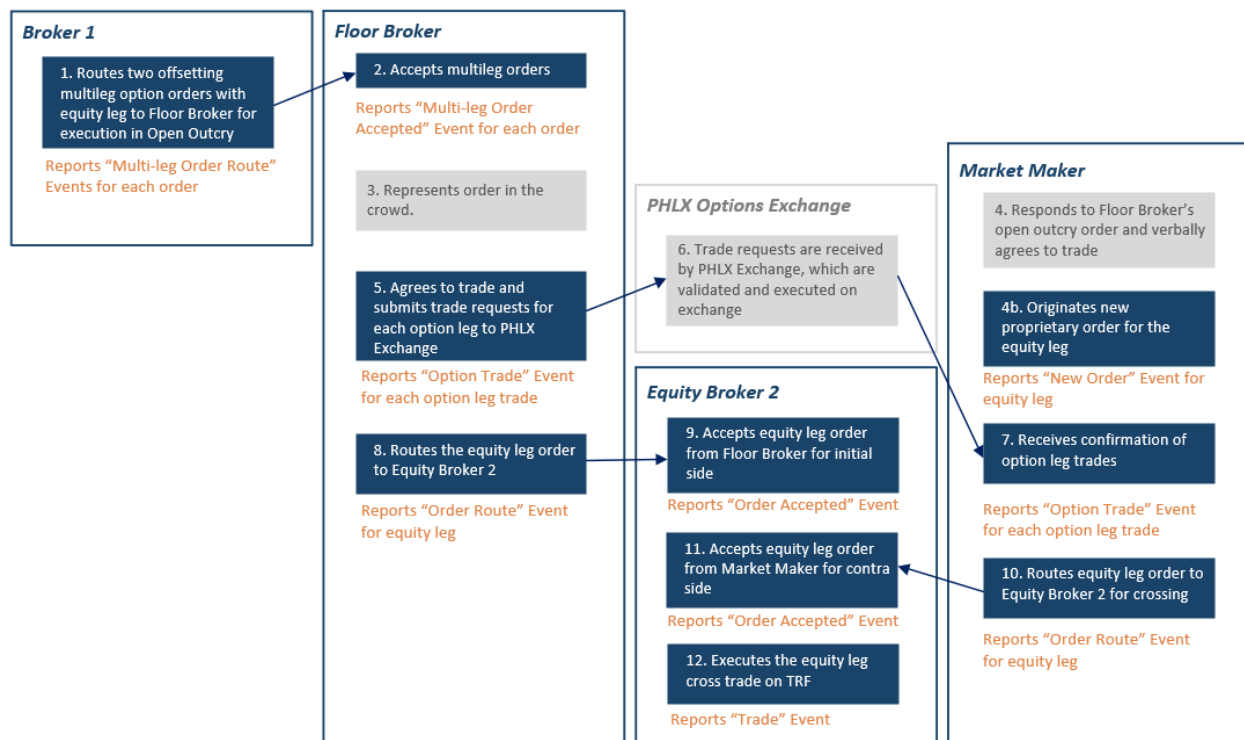 Broker 1
1. Routes two offsetting
multileg option orders with
equity leg to Floor Broker for
execution in Open Outcry
Reports “Multi-leg Order Route”
Events for each order
Floor Broker
2. Accepts multileg orders
Reports “Multi-leg Order
Accepted” Event for each order
3. Represents order in the
crowd.
5. Agrees to trade and
submits trade requests for
each option leg to PHLX
Exchange
Reports “Option Trade” Event
for each option leg trade
8. Routes the equity leg order
to Equity Broker 2
Reports “Order Route” Event
for equity leg
PHLX Options Exchange
6. Trade requests are received
by PHLX Exchange, which are
validated and executed on
exchange
Equity Broker 2
9. Accepts equity leg order
from Floor Broker for initial
side
Reports “Order Accepted” Event
11. Accepts equity leg order
from Market Maker for contra
side
Reports “Order Accepted” Event
12. Executes the equity leg
cross trade on TRF
Reports “Trade” Event
Market Maker
4. Responds to Floor Broker’s
open outcry order and verbally
agrees to trade
4b. Originates new
proprietary order for the
equity leg
Reports “New Order” Event for
equity leg
7. Receives confirmation of
option leg trades
Reports “Option Trade” Event
for each option leg trade
10. Routes equity leg order to
Equity Broker 2 for crossing
Reports “Order Route” Event
for equity leg